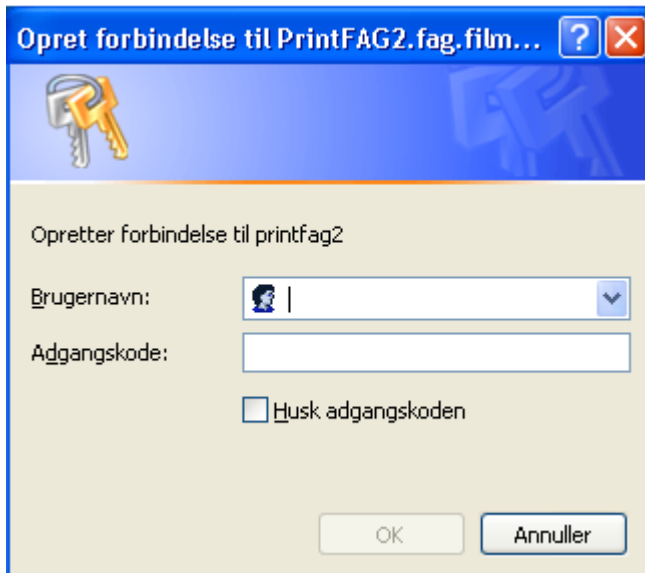 Opret forbindelse til PrintFAG2.fag.film...
Opretter forbindelse til printfag2
Brugernavn:
Adgangskode:
Husk adgangskoden
OK Annuller